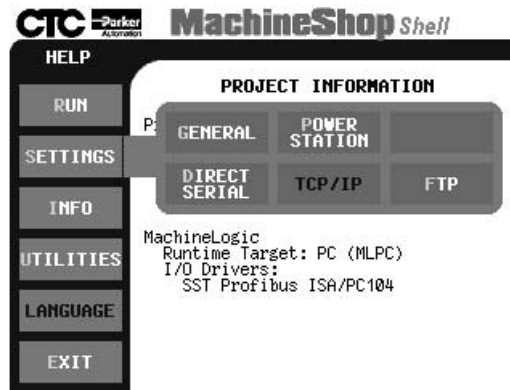 CTC Parker Automation MachineShop Shell
HELP
PROJECT INFORMATION
RUN
P
GENERAL
POWER STATION
SETTINGS
DIRECT SERIAL
TCP/IP
FTP
INFO
MachineLogic
Runtime Target: PC (MLPC)
I/O Drivers:
SST Profibus ISA/PC104
UTILITIES
LANGUAGE
EXIT